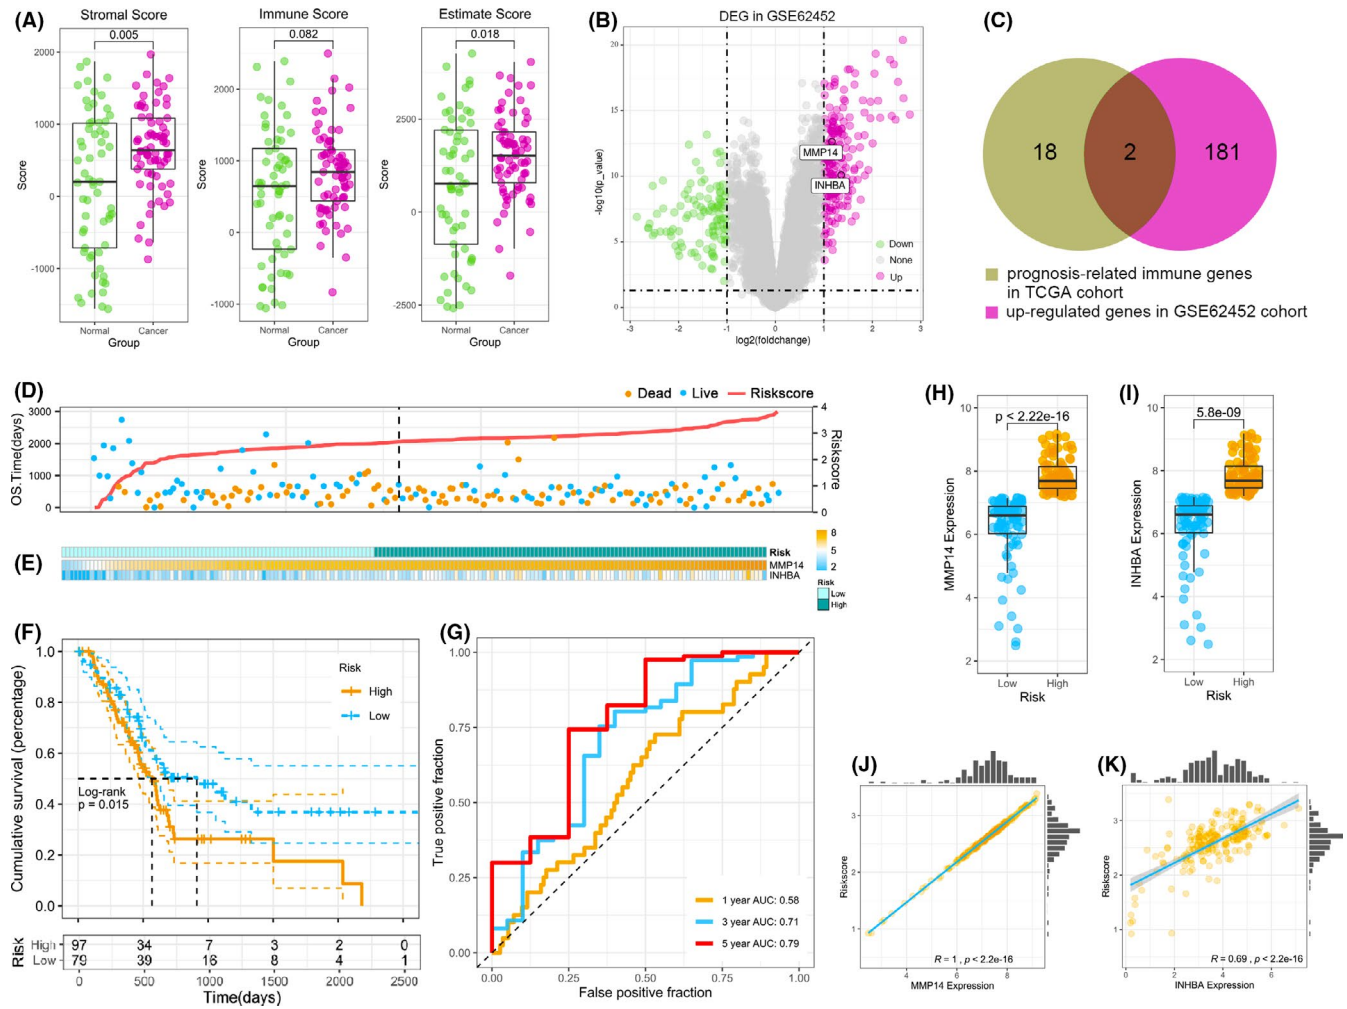 (A)
Stromal Score
0.005
2000
1000
0
-1000
Score
Normal
Cancer
Group
Immune Score
0.082
1000
1000
0
-1000
Score
Normal
Cancer
Group
Estimate Score
0.018
2500
0
-2500
Score
Normal
Cancer
Group
(B)
DEG in GSE62452
20
15
10
5
0
-log10(p_value)
MMP14
INHBA
Down
None
Up
-3
-2
-1
0
1
2
3
log2(foldchange)
(C)
18
2
181
prognosis-related immune genes
in TCGA cohort
up-regulated genes in GSE62452 cohort
(D)
Dead
Live
Riskscore
3000
2000
1000
0
OS.Time(days)
4
3
2
1
0
Riskscore
(E)
Risk
MMP14
INHBA
8
5
2
Risk
Low
High
(F)
1.0
0.8
0.6
0.4
0.2
0.0
Cumulative survival (percentage)
Risk
High
Low
Log-rank
p = 0.015
Risk
High 97 34 7 3 2 0
Low 79 39 16 8 4 1
0 500 1000 1500 2000 2500
Time(days)
(G)
1.00
0.75
0.50
0.25
0.00
True positive fraction
1 year AUC: 0.58
3 year AUC: 0.71
5 year AUC: 0.79
0.00 0.25 0.50 0.75 1.00
False positive fraction
(H)
10
8
6
4
2
MMP14 Expression
p < 2.22e-16
Low
High
Risk
(I)
10
8
6
4
2
INHBA Expression
5.8e-09
Low
High
Risk
(J)
3
2
1
Riskscore
R = 1 , p < 2.2e-16
4 6 8
MMP14 Expression
(K)
3
2
1
Riskscore
R = 0.69 , p < 2.2e-16
0 2 4 6
INHBA Expression